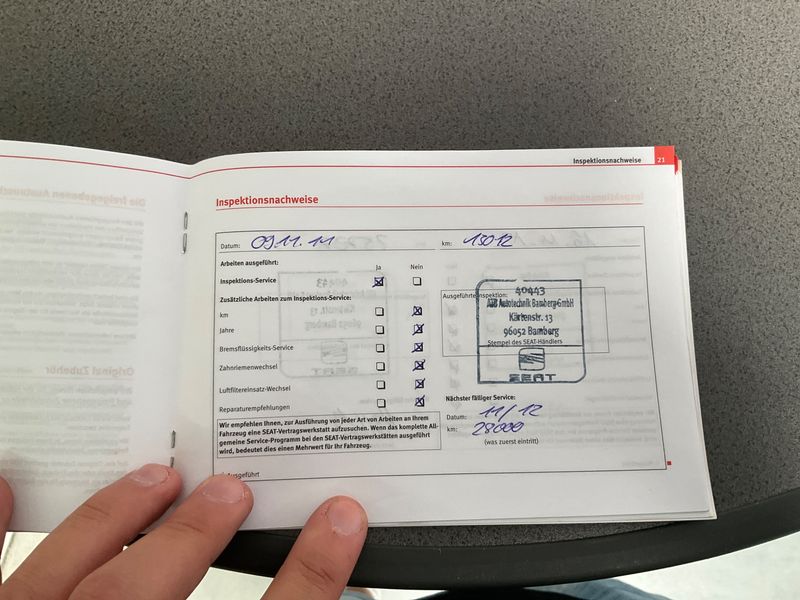 Inspektionsnachweise 21
Inspektionsnachweise
Datum: 09.11.11 km: 15012
Arbeiten ausgeführt:
Ja Nein
Inspektions-Service
Zusätzliche Arbeiten zum Inspektions-Service:
km
Jahre
Bremsflüssigkeits-Service
Zahnriemenwechsel
Luftfiltereinsatz-Wechsel
Reparaturempfehlungen
Wir empfehlen Ihnen, zur Ausführung von jeder Art von Arbeiten an Ihrem
Fahrzeug eine SEAT-Vertragswerkstatt aufzusuchen. Wenn das komplette All-
gemeine Service-Programm bei den SEAT-Vertragswerkstätten ausgeführt
wird, bedeutet dies einen Mehrwert für Ihr Fahrzeug.
Ausgeführt
Ausgeführte Inspektion:
40443
Autotechnik Bamberg-GmbH
Kärtenstr. 13
96052 Bamberg
Stempel des SEAT-Händlers
SEAT
Nächster fälliger Service:
Datum: 11/12
km: 28000
(was zuerst eintritt)